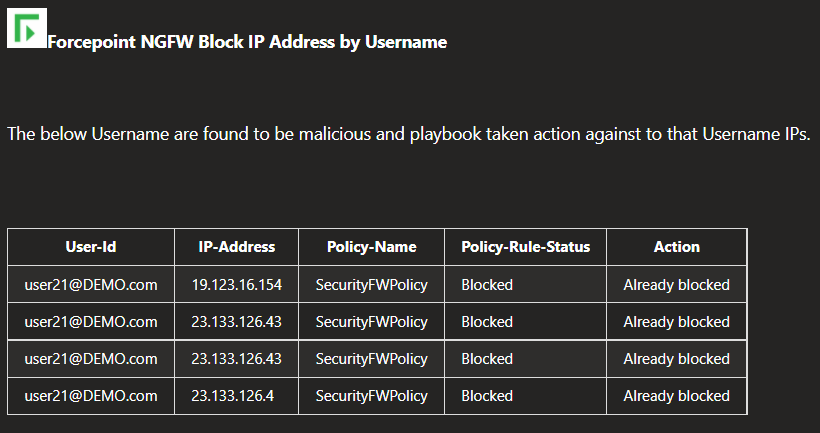 Forcepoint NGFW Block IP Address by Username
The below Username are found to be malicious and playbook taken action against to that Username IPs.
User-Id IP-Address Policy-Name Policy-Rule-Status Action
user21@DEMO.com 19.123.16.154 SecurityFWPolicy Blocked Already blocked
user21@DEMO.com 23.133.126.43 SecurityFWPolicy Blocked Already blocked
user21@DEMO.com 23.133.126.43 SecurityFWPolicy Blocked Already blocked
user21@DEMO.com 23.133.126.4 SecurityFWPolicy Blocked Already blocked